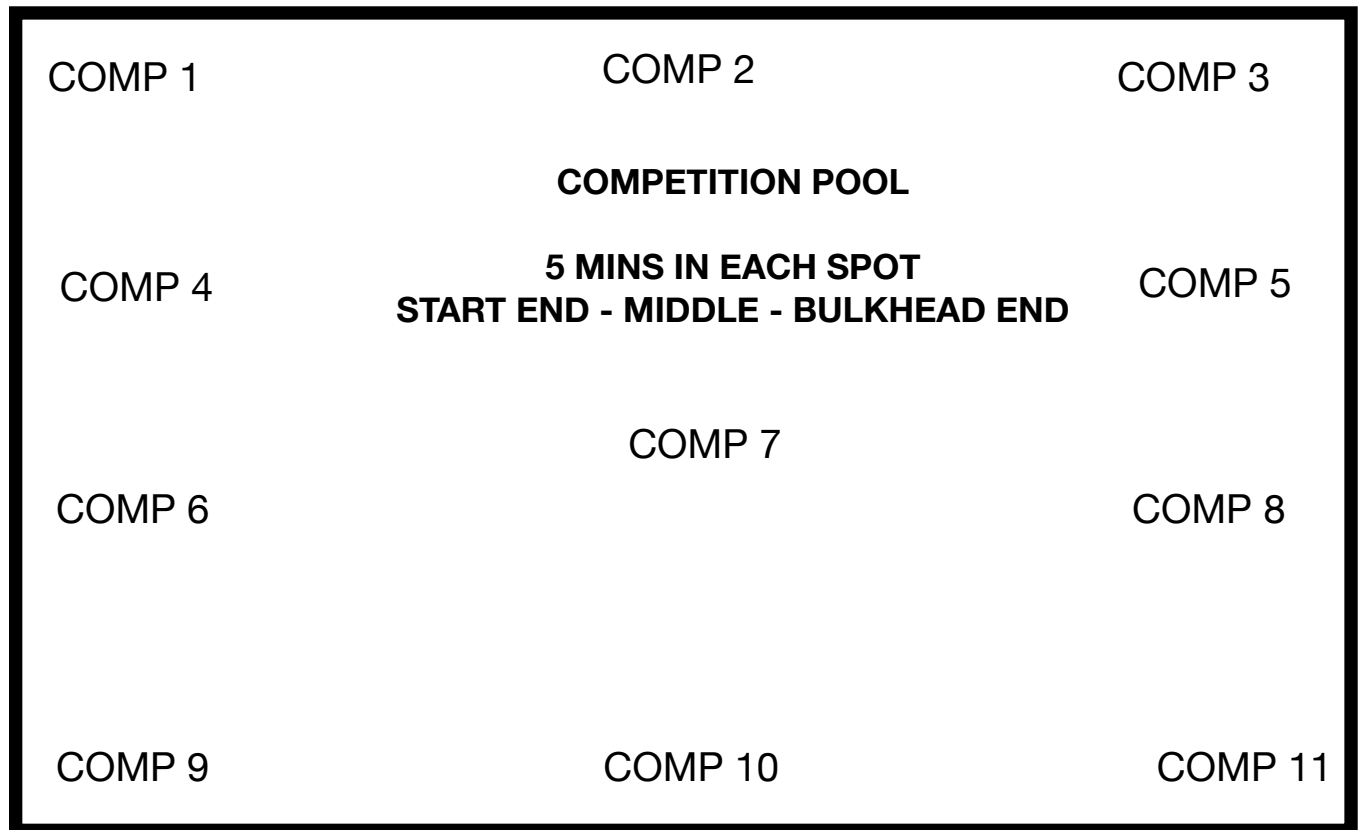 COMP 1 COMP 2 COMP 3
COMPETITION POOL
5 MINS IN EACH SPOT
COMP 4 COMP 5
START END - MIDDLE - BULKHEAD END
COMP 7
COMP 6 COMP 8
COMP 9 COMP 10 COMP 11